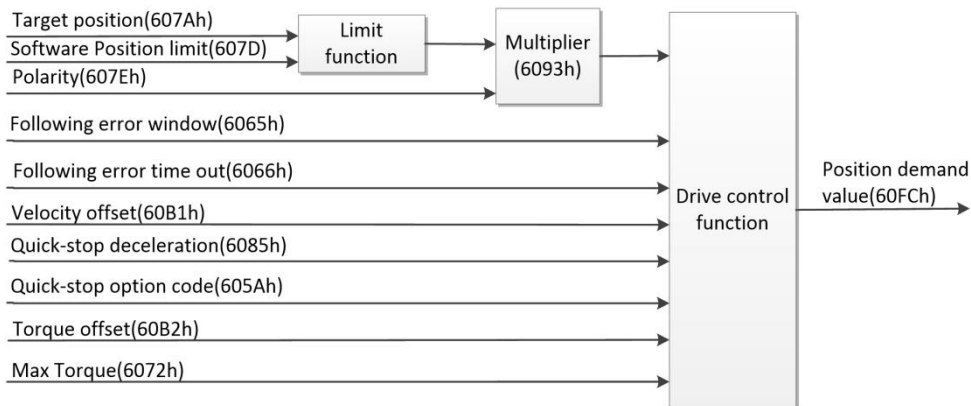 Target position(607Ah)
Software Position limit(607D)
Polarity(607Eh)
Limit
function
Multiplier
(6093h)
Following error window(6065h)
Following error time out(6066h)
Velocity offset(60B1h)
Quick-stop deceleration(6085h)
Quick-stop option code(605Ah)
Torque offset(60B2h)
Max Torque(6072h)
Drive control
function
Position demand
value(60FCh)